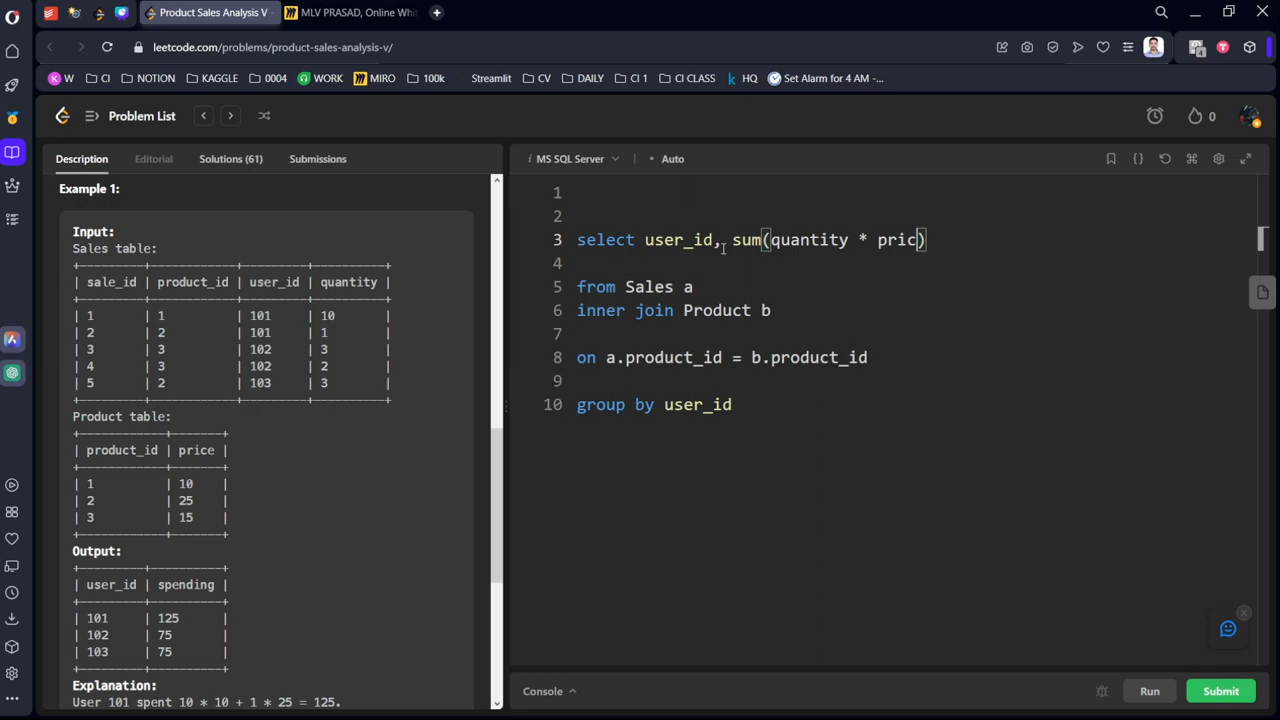 Product Sales Analysis V
MLV PRASAD, Online Whit
leetcode.com/problems/product-sales-analysis-v/
W CI NOTION KAGGLE 0004 WORK MIRO 100k Streamlit CV DAILY CI 1 CI CLASS HQ Set Alarm for 4 AM -...
Problem List
0
Description Editorial Solutions (61) Submissions
Example 1:
Input:
Sales table:
+---------+------------+---------+----------+
| sale_id | product_id | user_id | quantity |
+---------+------------+---------+----------+
| 1 | 1 | 101 | 10 |
| 2 | 2 | 101 | 1 |
| 3 | 3 | 102 | 3 |
| 4 | 3 | 102 | 2 |
| 5 | 2 | 103 | 3 |
+---------+------------+---------+----------+
Product table:
+------------+-------+
| product_id | price |
+------------+-------+
| 1 | 10 |
| 2 | 25 |
| 3 | 15 |
+------------+-------+
Output:
+---------+----------+
| user_id | spending |
+---------+----------+
| 101 | 125 |
| 102 | 75 |
| 103 | 75 |
+---------+----------+
Explanation:
User 101 spent 10 * 10 + 1 * 25 = 125.
i MS SQL Server • Auto
1
2
3 select user_id, sum(quantity * pric)
4
5 from Sales a
6 inner join Product b
7
8 on a.product_id = b.product_id
9
10 group by user_id
Console Run Submit